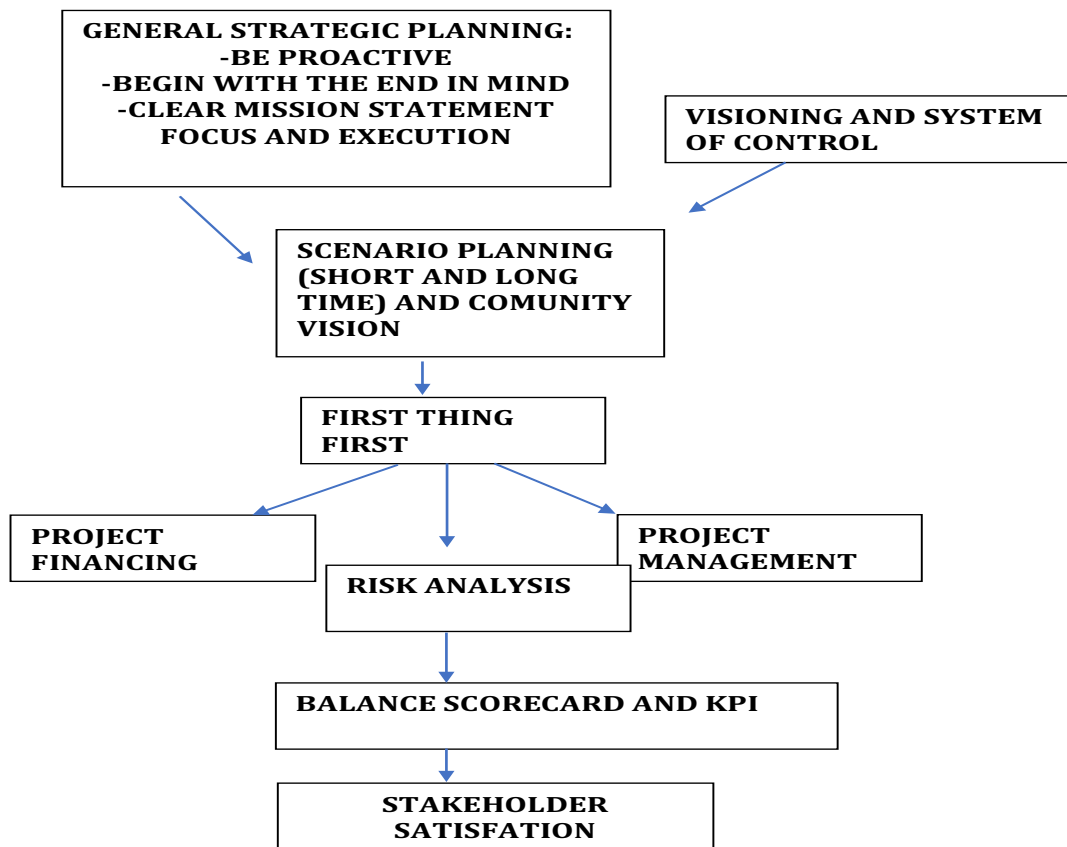 GENERAL STRATEGIC PLANNING:
-BE PROACTIVE
-BEGIN WITH THE END IN MIND
-CLEAR MISSION STATEMENT
FOCUS AND EXECUTION
VISIONING AND SYSTEM
OF CONTROL
SCENARIO PLANNING
(SHORT AND LONG
TIME) AND COMUNITY
VISION
FIRST THING
FIRST
PROJECT
FINANCING
PROJECT
MANAGEMENT
RISK ANALYSIS
BALANCE SCORECARD AND KPI
STAKEHOLDER
SATISFATION